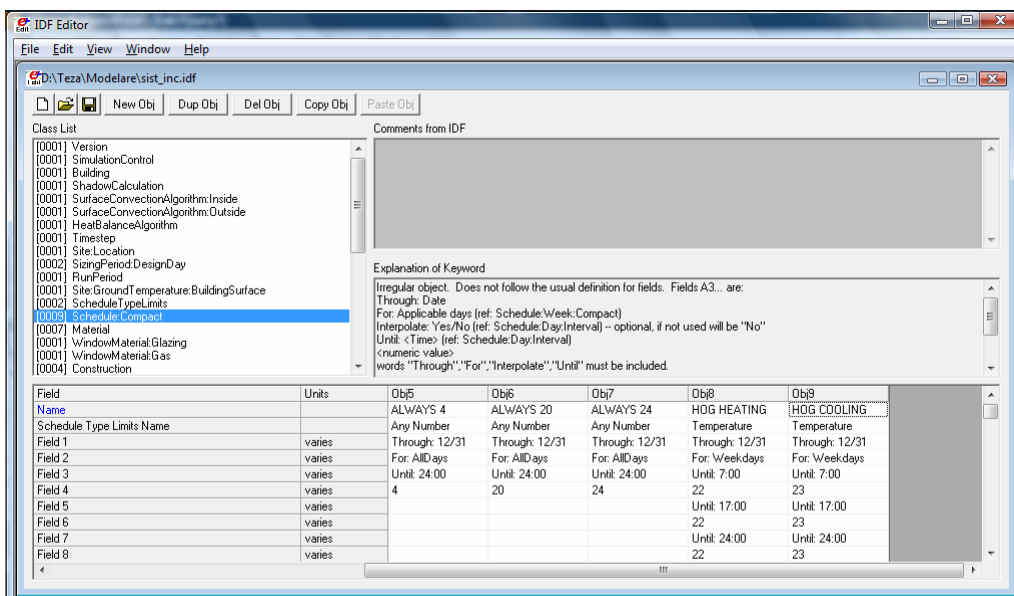 IDF Editor
File Edit View Window Help
D:\Teza\Modelare\sist_inc.idf
New Obj Dup Obj Del Obj Copy Obj Paste Obj
Class List Comments from IDF
[0001] Version
[0001] SimulationControl
[0001] Building
[0001] ShadowCalculation
[0001] SurfaceConvectionAlgorithm:Inside
[0001] SurfaceConvectionAlgorithm:Outside
[0001] HeatBalanceAlgorithm
[0001] Timestep
[0001] Site:Location
[0002] SizingPeriod:DesignDay
[0001] RunPeriod
[0001] Site:GroundTemperature:BuildingSurface
[0002] ScheduleTypeLimits
[0009] Schedule:Compact
[0007] Material
[0001] WindowMaterial:Glazing
[0001] WindowMaterial:Gas
[0004] Construction
Explanation of Keyword
Irregular object. Does not follow the usual definition for fields. Fields A3... are:
Through: Date
For: Applicable days (ref: Schedule:Week:Compact)
Interpolate: Yes/No (ref: Schedule:Day:Interval) -- optional, if not used will be "No"
Until: <Time> (ref: Schedule:Day:Interval)
<numeric value>
words "Through","For","Interpolate","Until" must be included.
Field Units Obj5 Obj6 Obj7 Obj8 Obj9
Name ALWAYS 4 ALWAYS 20 ALWAYS 24 HOG HEATING HOG COOLING
Schedule Type Limits Name Any Number Any Number Any Number Temperature Temperature
Field 1 varies Through: 12/31 Through: 12/31 Through: 12/31 Through: 12/31 Through: 12/31
Field 2 varies For: AllDays For: AllDays For: AllDays For: Weekdays For: Weekdays
Field 3 varies Until: 24:00 Until: 24:00 Until: 24:00 Until: 7:00 Until: 7:00
Field 4 varies 4 20 24 22 23
Field 5 varies Until: 17:00 Until: 17:00
Field 6 varies 22 23
Field 7 varies Until: 24:00 Until: 24:00
Field 8 varies 22 23